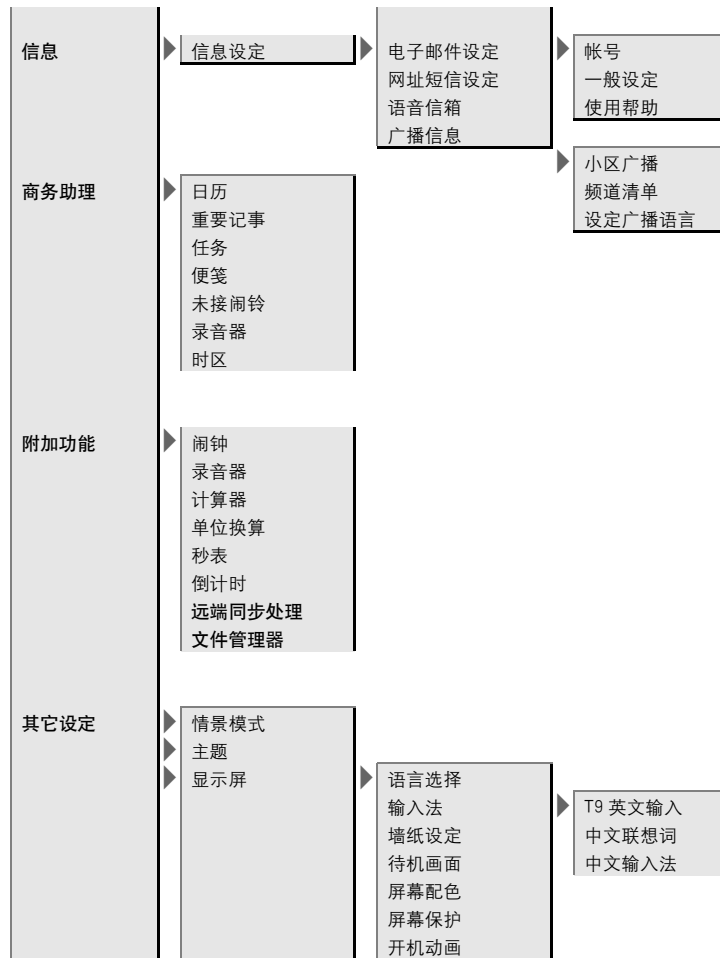 信息
信息设定
电子邮件设定
网址短信设定
语音信箱
广播信息
帐号
一般设定
使用帮助
小区广播
频道清单
设定广播语言
商务助理
日历
重要记事
任务
便笺
未接闹铃
录音器
时区
附加功能
闹钟
录音器
计算器
单位换算
秒表
倒计时
远端同步处理
文件管理器
其它设定
情景模式
主题
显示屏
语言选择
输入法
墙纸设定
待机画面
屏幕配色
屏幕保护
开机动画
T9 英文输入
中文联想词
中文输入法